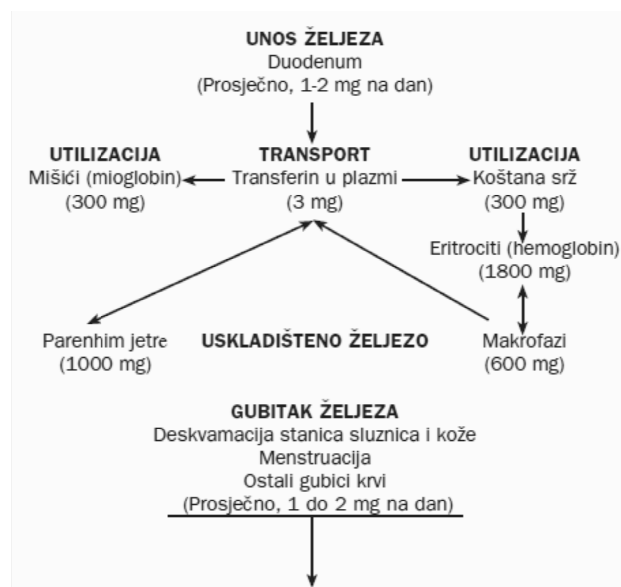 UNOS ŽELJEZA
Duodenum
(Prosječno, 1-2 mg na dan)
UTILIZACIJA
Mišići (mioglobin)
(300 mg)
TRANSPORT
Transferin u plazmi
(3 mg)
UTILIZACIJA
Koštana srž
(300 mg)
Eritrociti (hemoglobin)
(1800 mg)
Parenhim jetre
(1000 mg)
USKLADIŠTENO ŽELJEZO
Makrofazi
(600 mg)
GUBITAK ŽELJEZA
Deskvamacija stanica sluznica i kože
Menstruacija
Ostali gubici krvi
(Prosječno, 1 do 2 mg na dan)